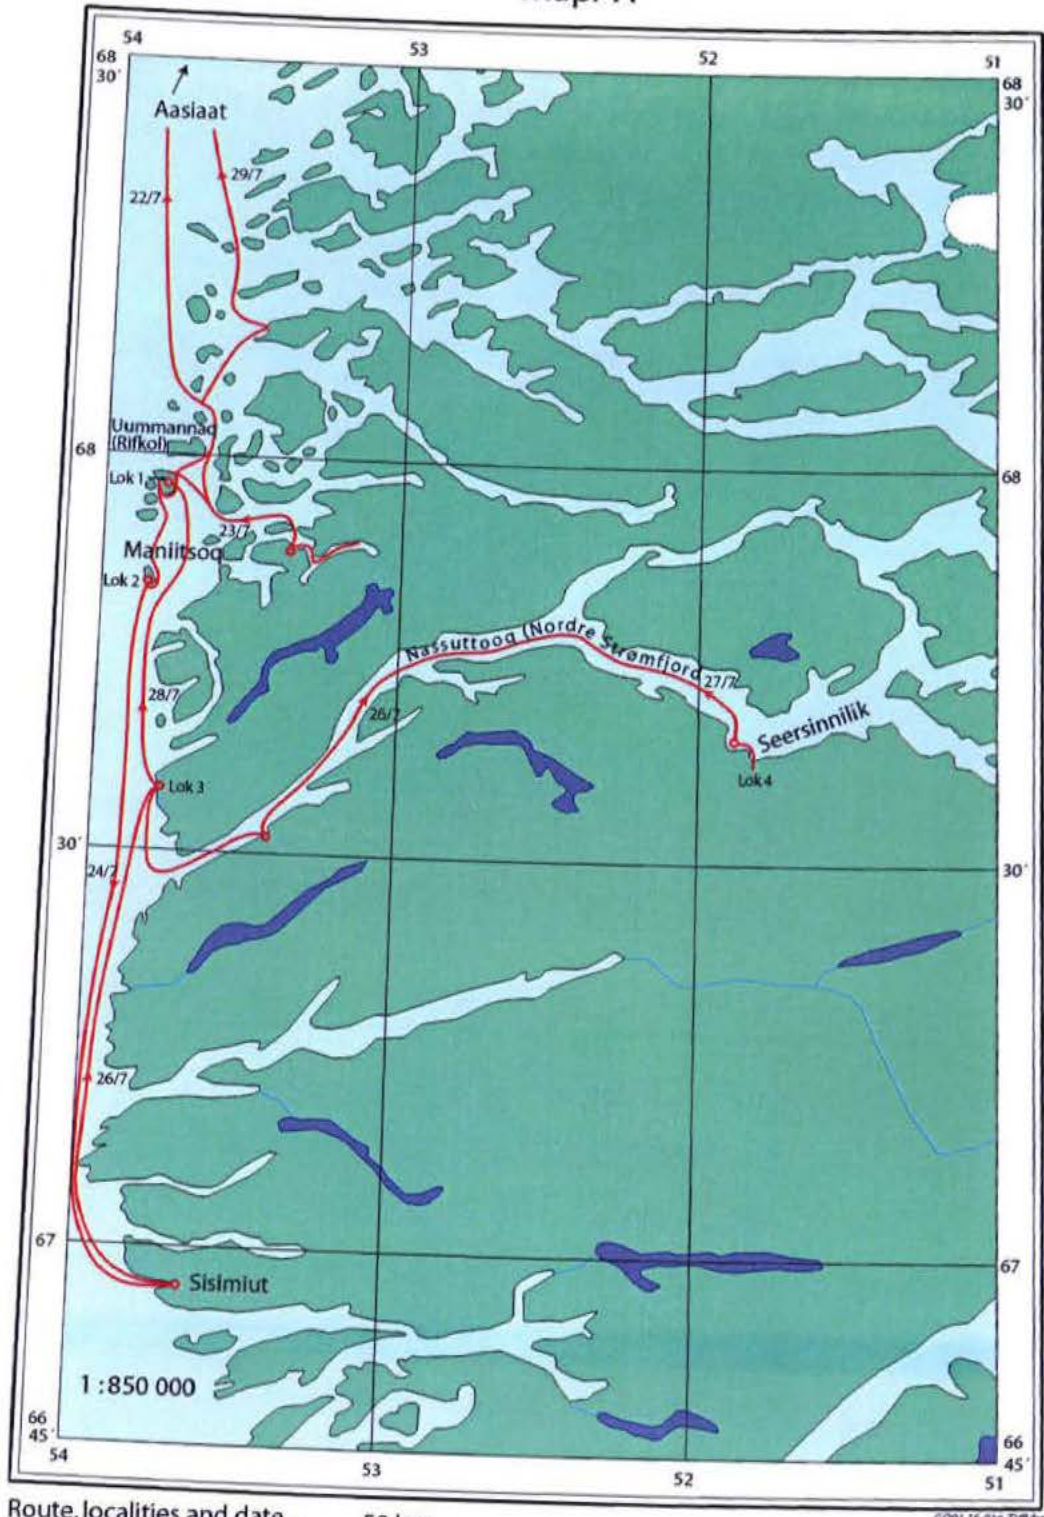 54
53
52
51
68
30´
68
30´
Aasiaat
22/7
29/7
Uummannaq
(Rifkol)
68
68
Lok 1
23/7
Maniitsoq
Lok 2
Nassuttooq (Nordre Strømfjord
27/7
28/7
26/7
Seersinnilik
Lok 3
Lok 4
30´
30´
24/7
26/7
67
67
Sisimiut
1 : 850 000
66
45´
66
45´
54
53
52
51
Route, localities and date